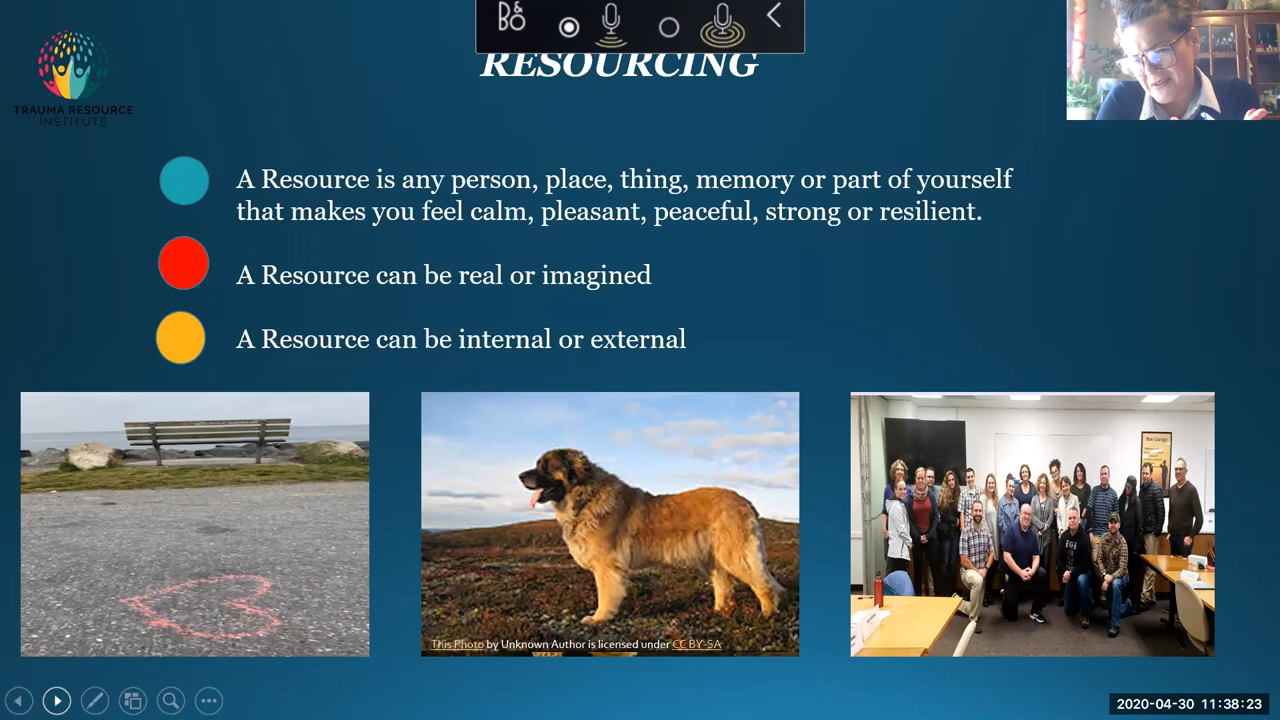 B&O
RESOURCING
TRAUMA RESOURCE
INSTITUTE
A Resource is any person, place, thing, memory or part of yourself
that makes you feel calm, pleasant, peaceful, strong or resilient.
A Resource can be real or imagined
A Resource can be internal or external
This Photo by Unknown Author is licensed under CC BY-SA
2020-04-30 11:38:23